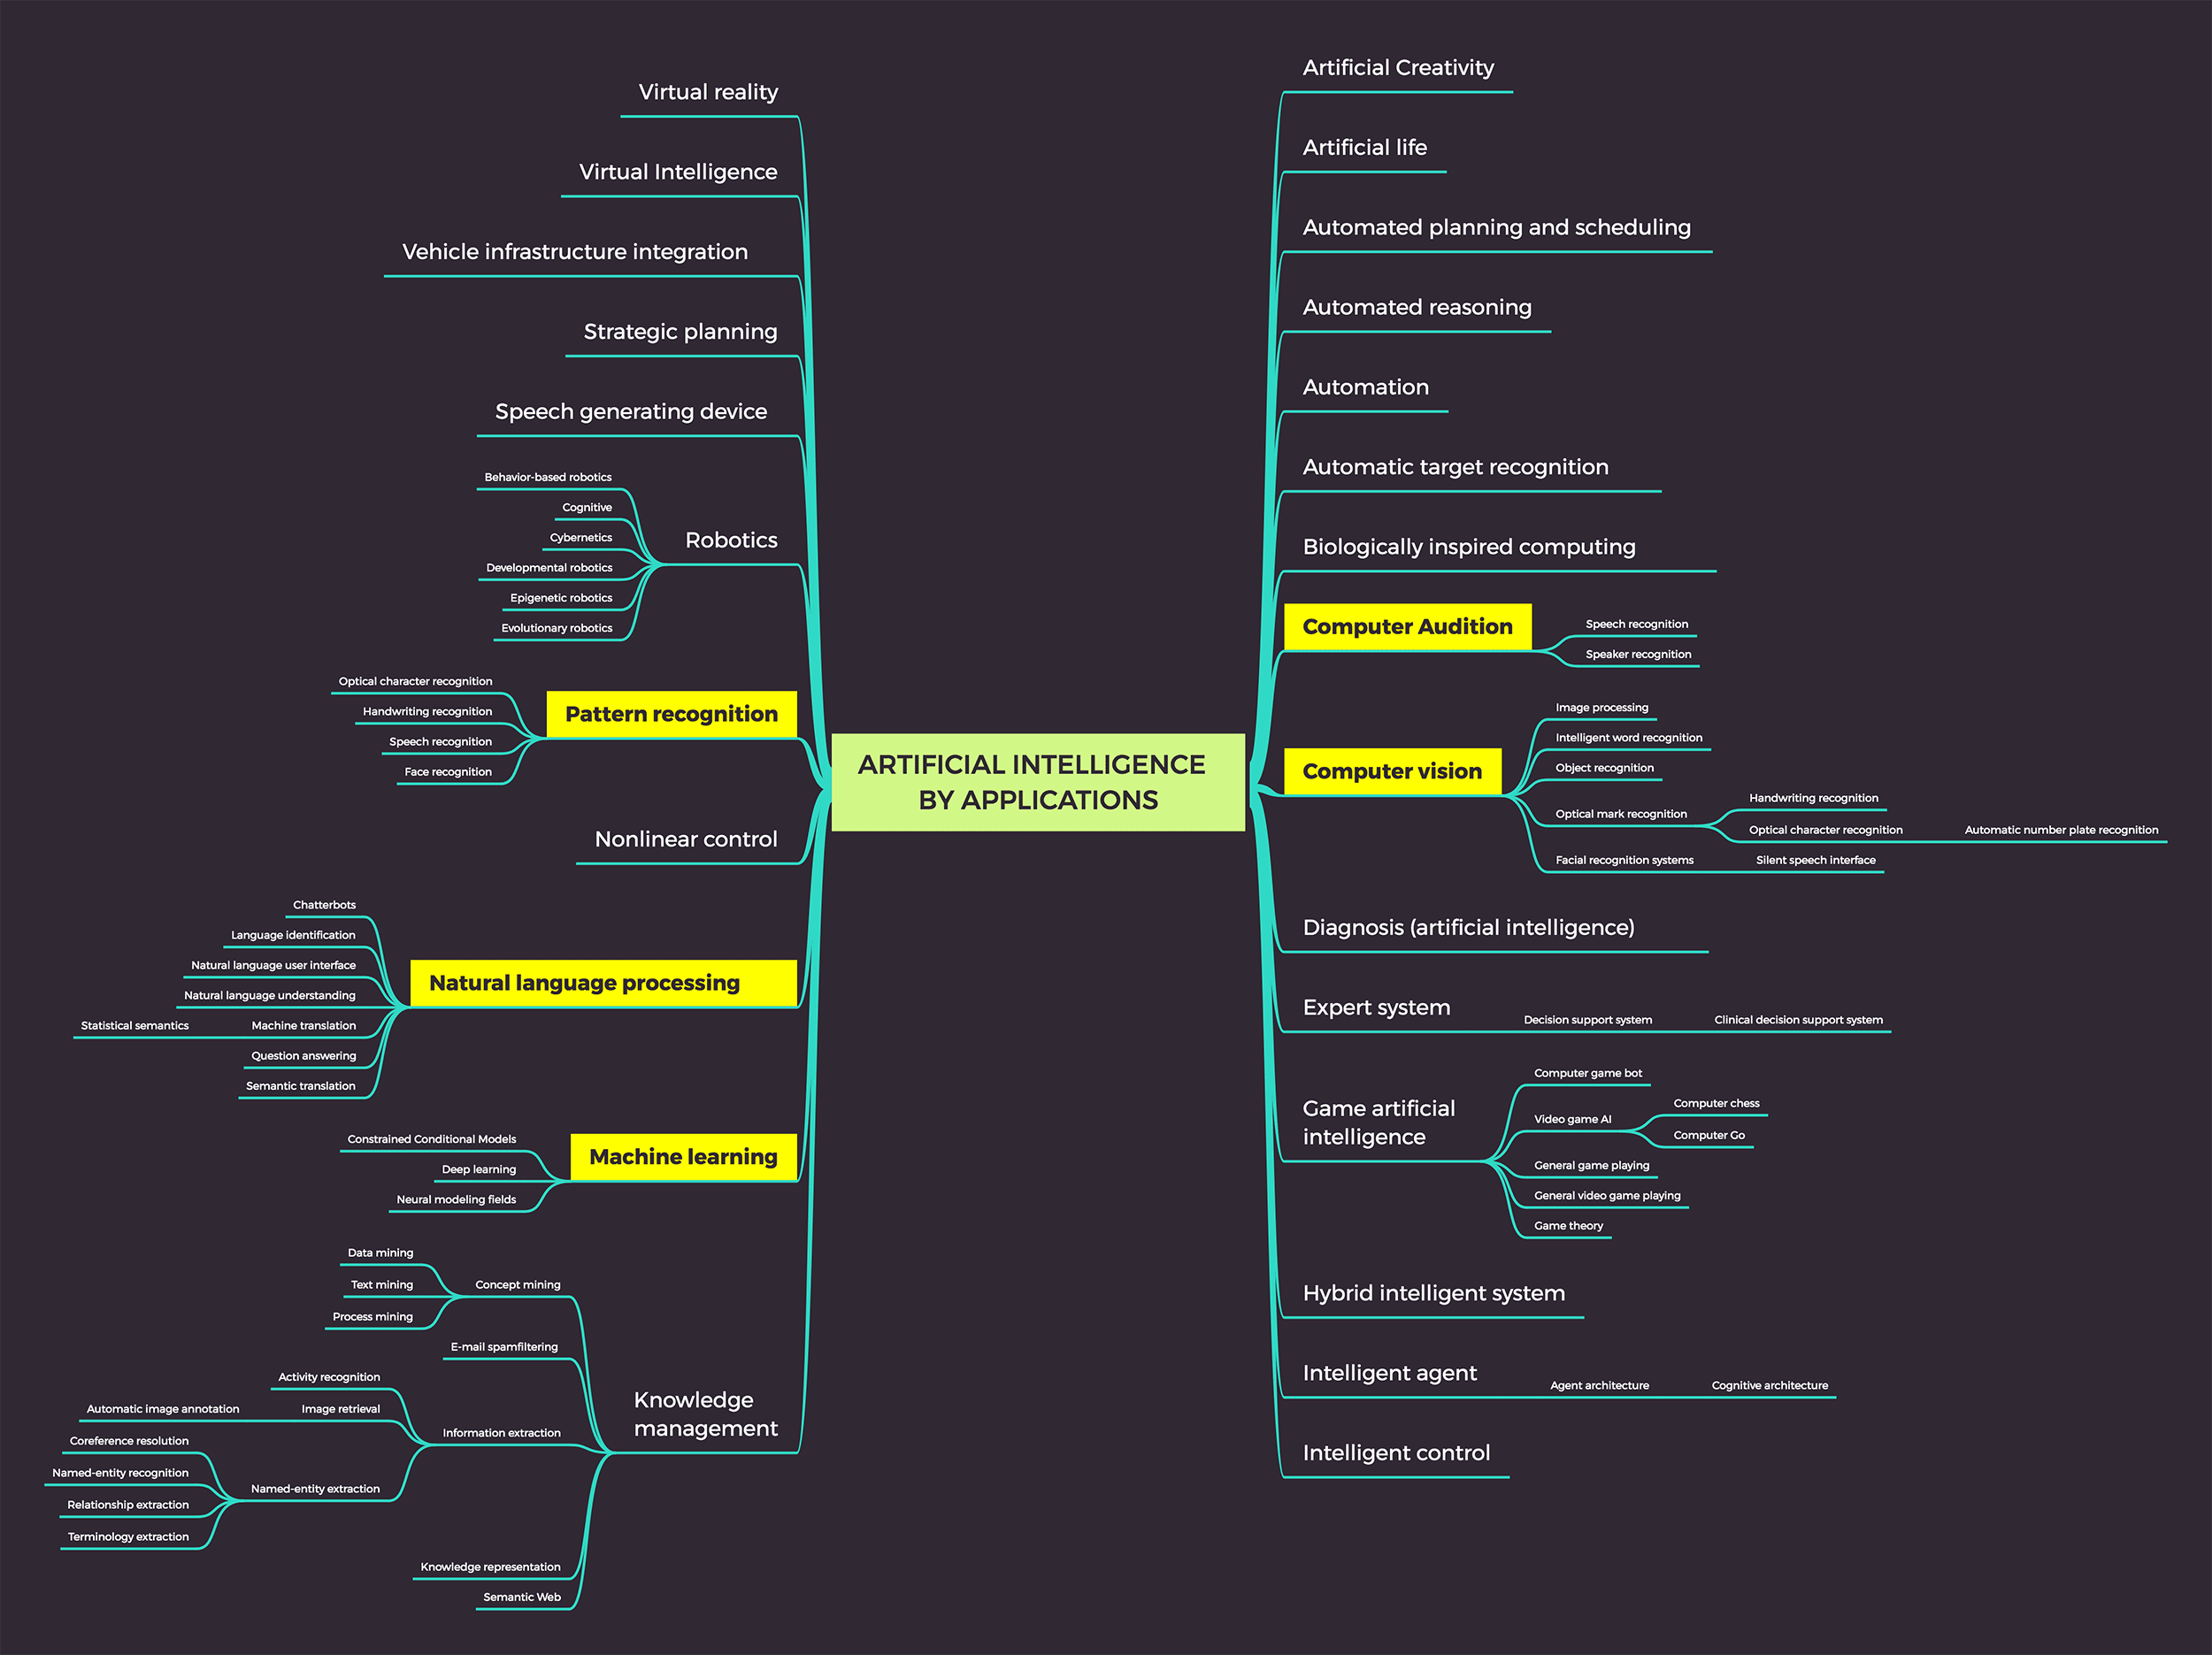 ARTIFICIAL INTELLIGENCE
BY APPLICATIONS
Virtual reality
Virtual Intelligence
Vehicle infrastructure integration
Strategic planning
Speech generating device
Robotics
Behavior-based robotics
Cognitive
Cybernetics
Developmental robotics
Epigenetic robotics
Evolutionary robotics
Pattern recognition
Optical character recognition
Handwriting recognition
Speech recognition
Face recognition
Nonlinear control
Natural language processing
Chatterbots
Language identification
Natural language user interface
Natural language understanding
Machine translation
Statistical semantics
Question answering
Semantic translation
Machine learning
Constrained Conditional Models
Deep learning
Neural modeling fields
Knowledge
management
Concept mining
Data mining
Text mining
Process mining
E-mail spamfiltering
Information extraction
Activity recognition
Image retrieval
Automatic image annotation
Named-entity extraction
Coreference resolution
Named-entity recognition
Relationship extraction
Terminology extraction
Knowledge representation
Semantic Web
Artificial Creativity
Artificial life
Automated planning and scheduling
Automated reasoning
Automation
Automatic target recognition
Biologically inspired computing
Computer Audition
Speech recognition
Speaker recognition
Computer vision
Image processing
Intelligent word recognition
Object recognition
Optical mark recognition
Handwriting recognition
Optical character recognition
Automatic number plate recognition
Facial recognition systems
Silent speech interface
Diagnosis (artificial intelligence)
Expert system
Decision support system
Clinical decision support system
Game artificial
intelligence
Computer game bot
Video game AI
Computer chess
Computer Go
General game playing
General video game playing
Game theory
Hybrid intelligent system
Intelligent agent
Agent architecture
Cognitive architecture
Intelligent control